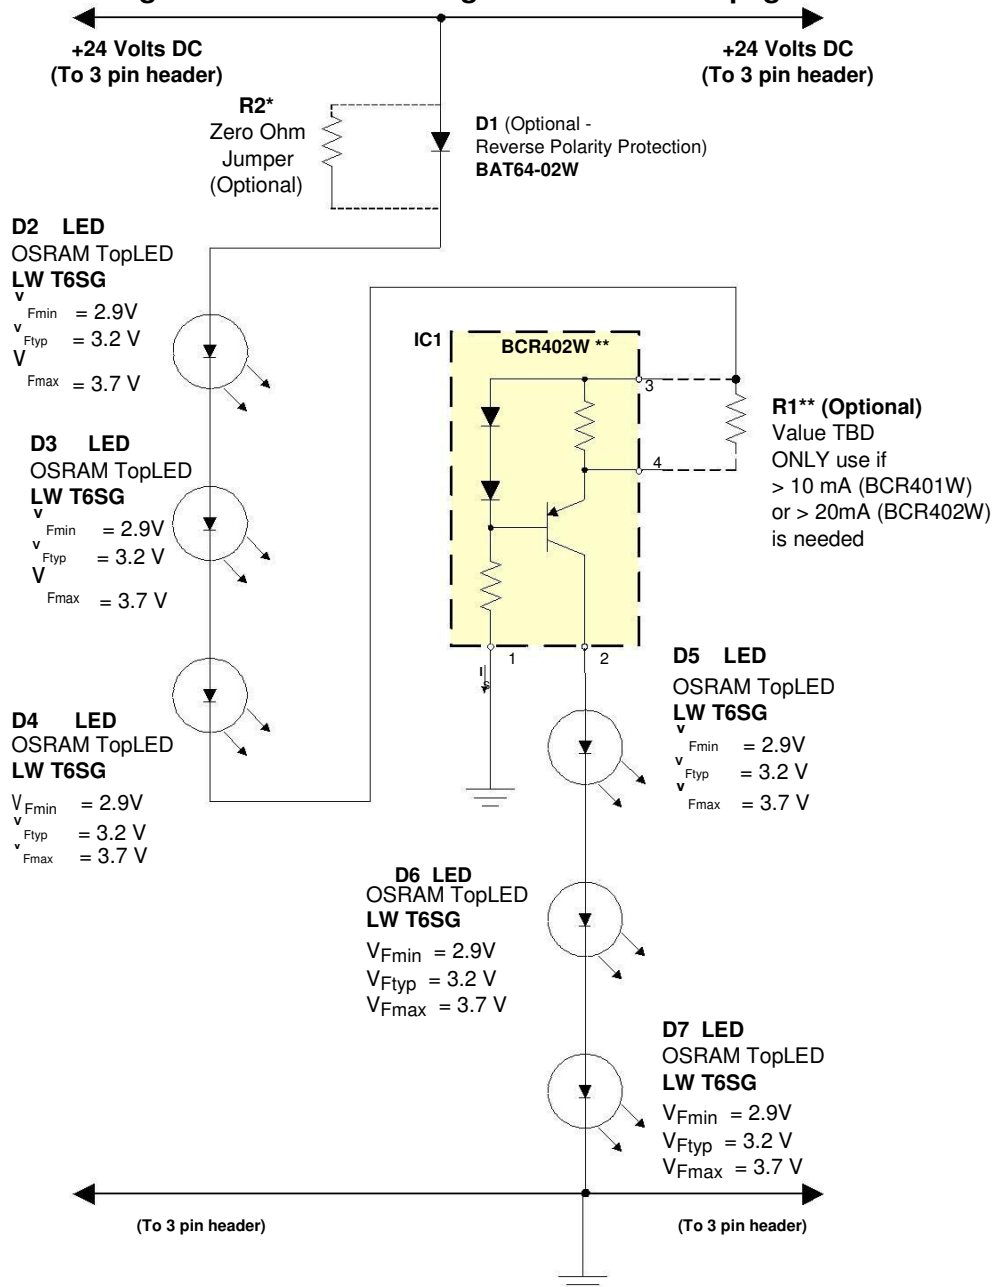 +24 Volts DC
(To 3 pin header)
+24 Volts DC
(To 3 pin header)
R2*
Zero Ohm
Jumper
(Optional)
D1 (Optional -
Reverse Polarity Protection)
BAT64-02W
D2 LED
OSRAM TopLED
LW T6SG
VFmin = 2.9V
VFtyp = 3.2 V
VFmax = 3.7 V
D3 LED
OSRAM TopLED
LW T6SG
VFmin = 2.9V
VFtyp = 3.2 V
VFmax = 3.7 V
D4 LED
OSRAM TopLED
LW T6SG
VFmin = 2.9V
VFtyp = 3.2 V
VFmax = 3.7 V
IC1
BCR402W **
3
4
1
2
R1** (Optional)
Value TBD
ONLY use if
> 10 mA (BCR401W)
or > 20mA (BCR402W)
is needed
D5 LED
OSRAM TopLED
LW T6SG
VFmin = 2.9V
VFtyp = 3.2 V
VFmax = 3.7 V
D6 LED
OSRAM TopLED
LW T6SG
VFmin = 2.9V
VFtyp = 3.2 V
VFmax = 3.7 V
D7 LED
OSRAM TopLED
LW T6SG
VFmin = 2.9V
VFtyp = 3.2 V
VFmax = 3.7 V
(To 3 pin header)
(To 3 pin header)